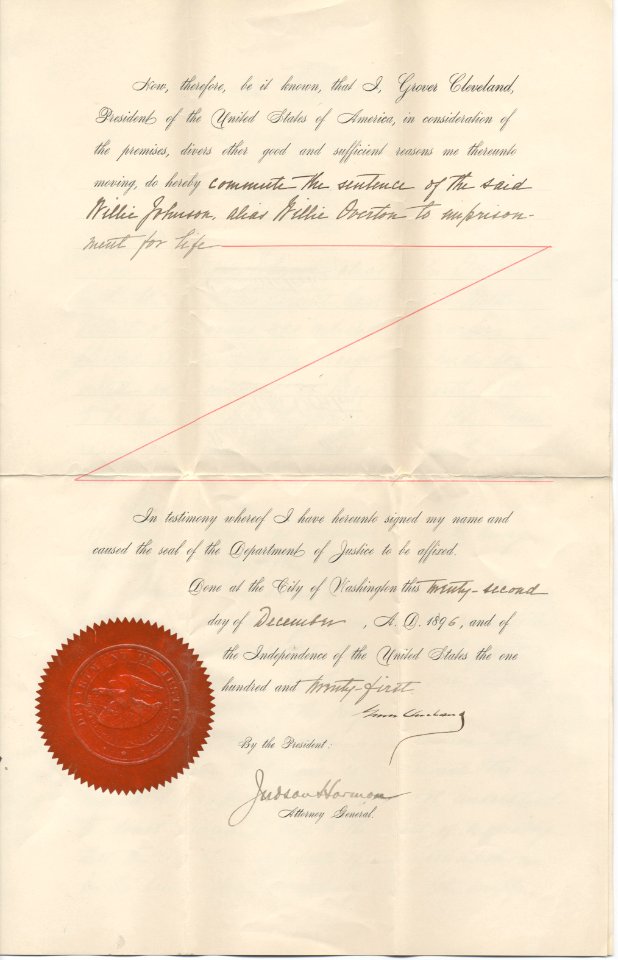 Now, therefore, be it known, that I, Grover Cleveland,
President of the United States of America, in consideration of
the premises, divers other good and sufficient reasons me thereunto
moving, do hereby commute the sentence of the said
Willie Johnson, alias Willie Overton to imprison-
ment for life
In testimony whereof I have hereunto signed my name and
caused the seal of the Department of Justice to be affixed.
Done at the City of Washington this twenty-second
day of December, A. D. 1896, and of
the Independence of the United States the one
hundred and twenty-first
Grover Cleveland
By the President:
Judson Harmon
Attorney General.